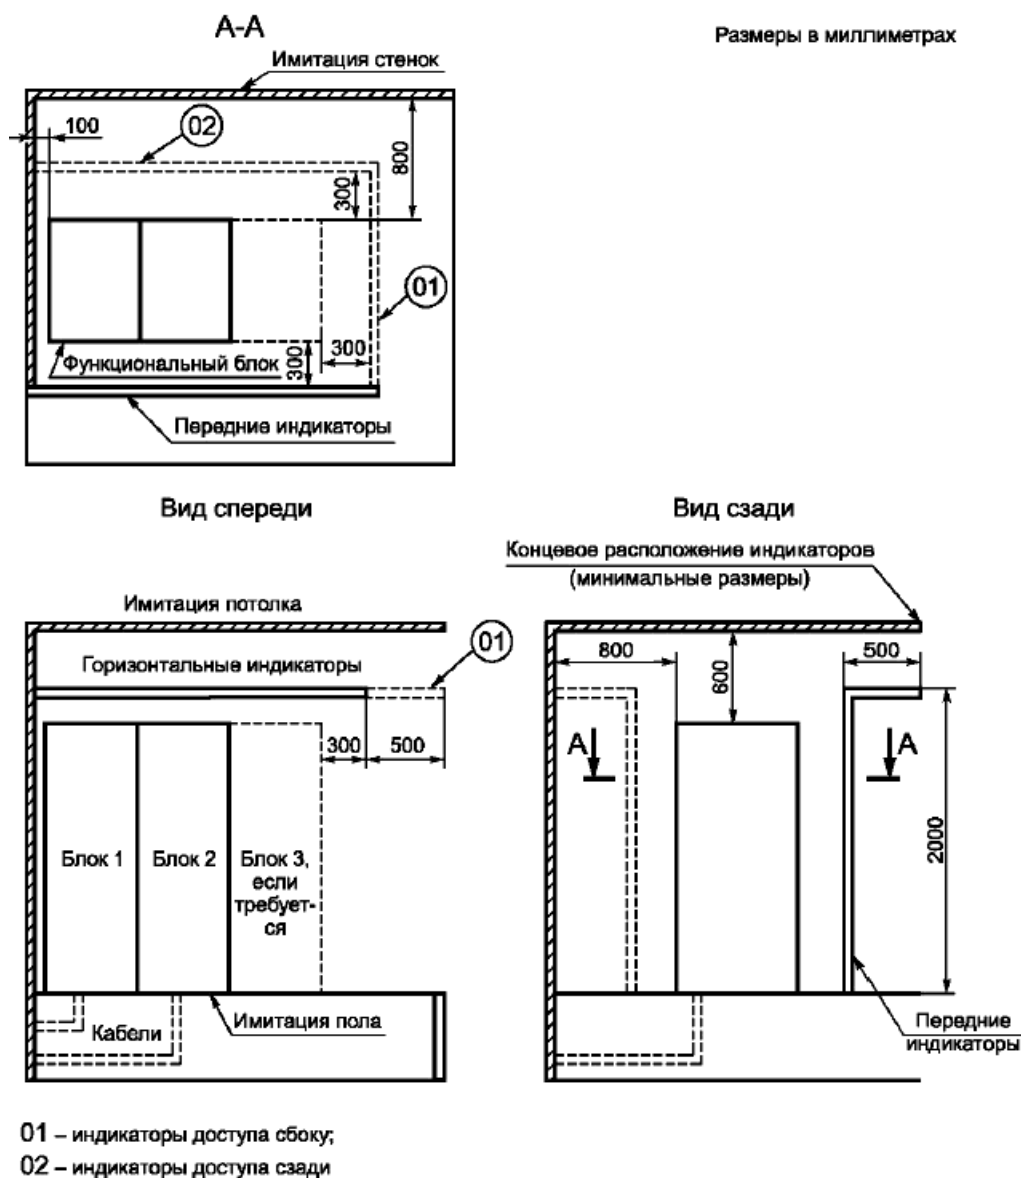 А-А
Размеры в миллиметрах
Имитация стенок
100
02
800
300
01
300
300
Функциональный блок
Передние индикаторы
Вид спереди
Вид сзади
Концевое расположение индикаторов
(минимальные размеры)
Имитация потолка
01
Горизонтальные индикаторы
800
600
500
300
500
А
А
2000
Блок 1
Блок 2
Блок 3,
если
требует-
ся
Кабели
Имитация пола
Передние
индикаторы
01 – индикаторы доступа сбоку;
02 – индикаторы доступа сзади